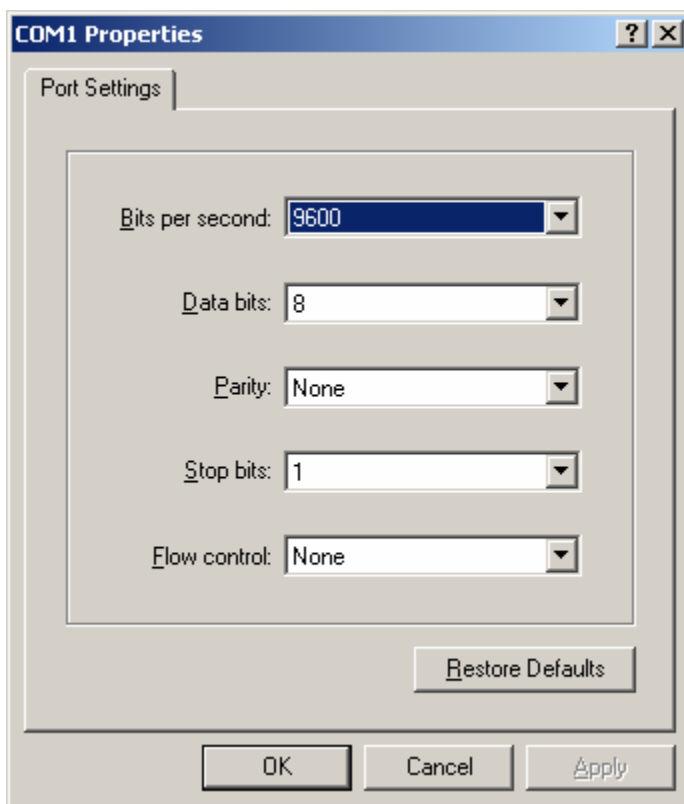 COM1 Properties
Port Settings
Bits per second: 9600
Data bits: 8
Parity: None
Stop bits: 1
Flow control: None
Restore Defaults
OK Cancel Apply